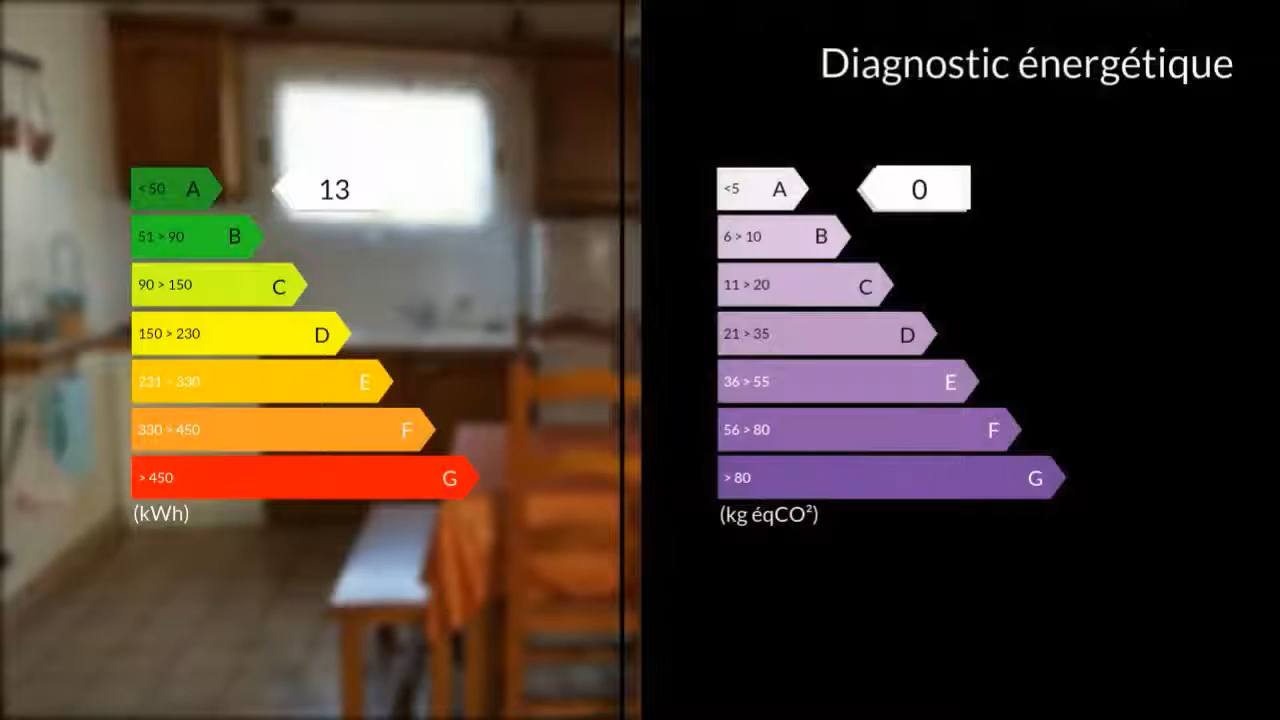 Diagnostic énergétique
<50 A 13
51 > 90 B
90 > 150 C
150 > 230 D
231 > 330 E
330 > 450 F
> 450 G
(kWh)
<5 A 0
6 > 10 B
11 > 20 C
21 > 35 D
36 > 55 E
56 > 80 F
> 80 G
(kg éqCO²)